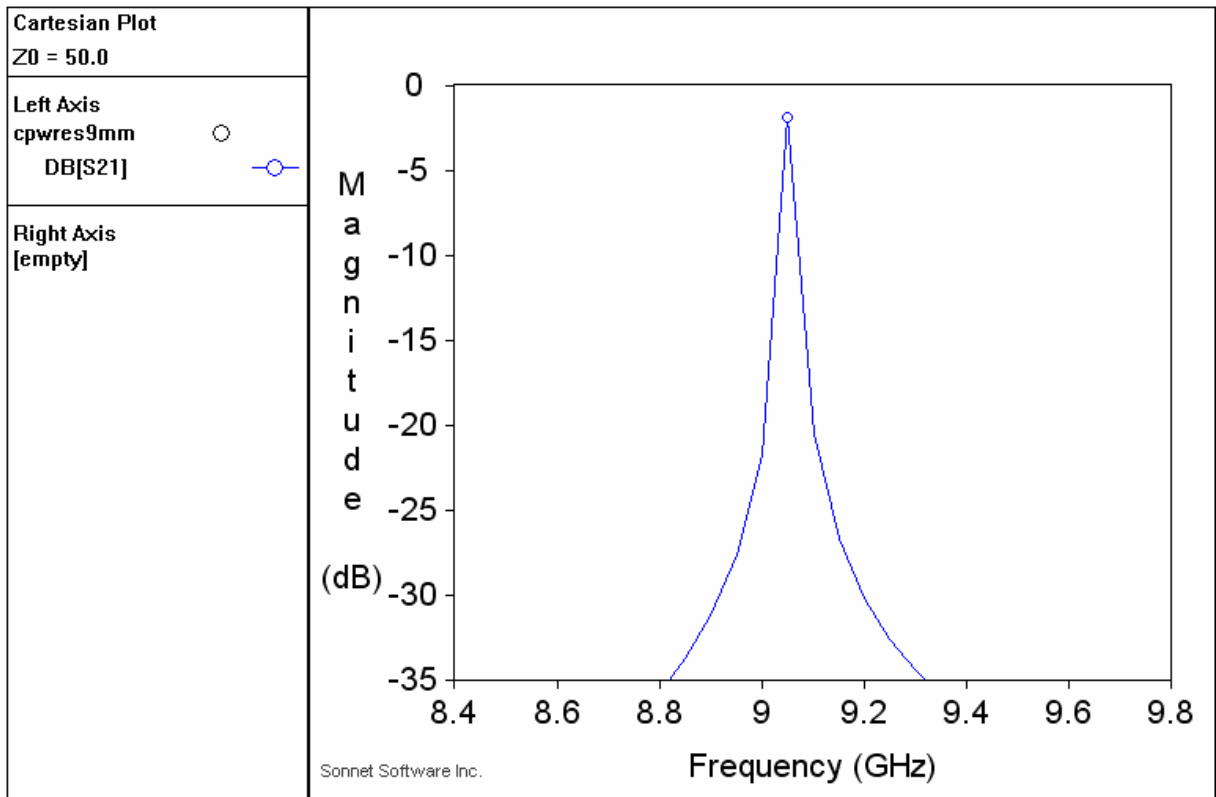 Cartesian Plot
Z0 = 50.0
Left Axis
cpwres9mm
DB[S21]
Right Axis
[empty]
Magnitude
(dB)
0
-5
-10
-15
-20
-25
-30
-35
8.4 8.6 8.8 9 9.2 9.4 9.6 9.8
Frequency (GHz)
Sonnet Software Inc.